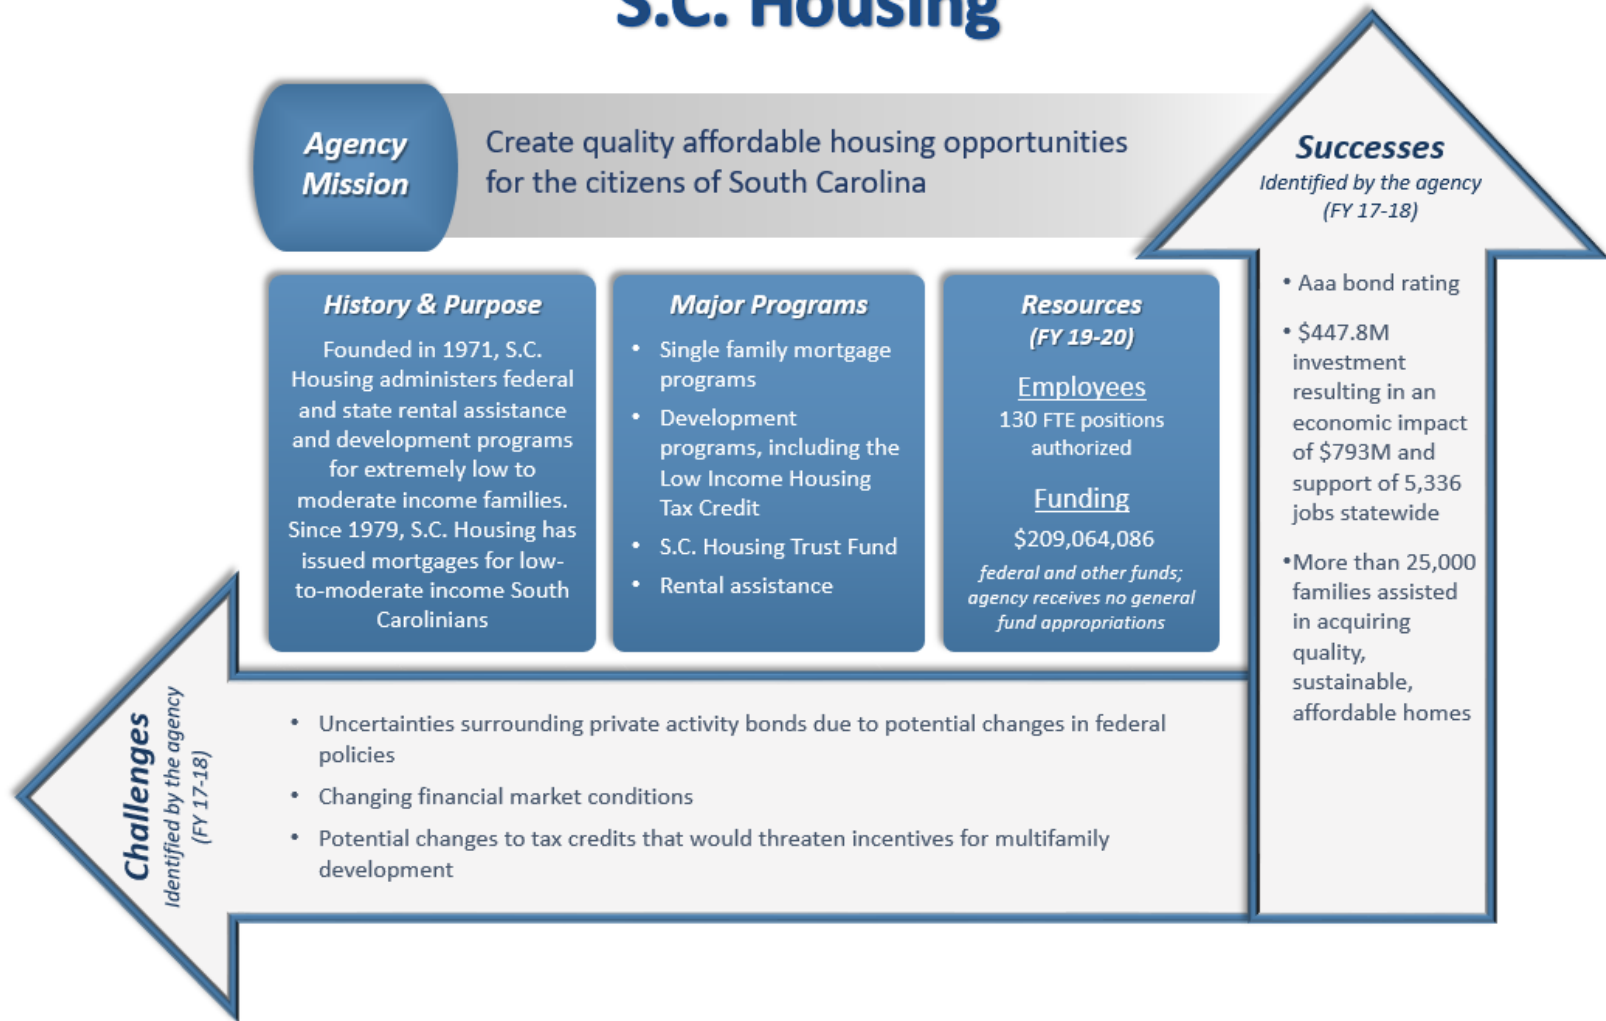 S.C. Housing
Agency
Mission
Create quality affordable housing opportunities
for the citizens of South Carolina
Successes
Identified by the agency
(FY 17-18)
• Aaa bond rating
• $447.8M
investment
resulting in an
economic impact
of $793M and
support of 5,336
jobs statewide
•More than 25,000
families assisted
in acquiring
quality,
sustainable,
affordable homes
History & Purpose
Founded in 1971, S.C.
Housing administers federal
and state rental assistance
and development programs
for extremely low to
moderate income families.
Since 1979, S.C. Housing has
issued mortgages for low-
to-moderate income South
Carolinians
Major Programs
• Single family mortgage
programs
• Development
programs, including the
Low Income Housing
Tax Credit
• S.C. Housing Trust Fund
• Rental assistance
Resources
(FY 19-20)
Employees
130 FTE positions
authorized
Funding
$209,064,086
federal and other funds;
agency receives no general
fund appropriations
Challenges
Identified by the agency
(FY 17-18)
• Uncertainties surrounding private activity bonds due to potential changes in federal
policies
• Changing financial market conditions
• Potential changes to tax credits that would threaten incentives for multifamily
development